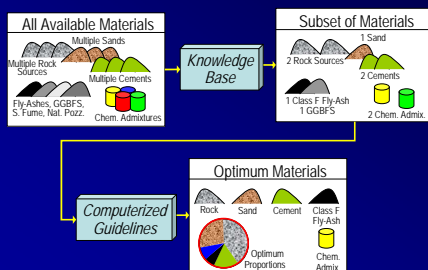 All Available Materials
Multiple Sands
Multiple Rock
Sources
Multiple Cements
Fly-Ashes, GGBFS,
S. Fume, Nat. Pozz.
Chem. Admixtures
Knowledge
Base
Subset of Materials
1 Sand
2 Rock Sources
2 Cements
1 Class F Fly-Ash
1 GGBFS
2 Chem. Admix.
Computerized
Guidelines
Optimum Materials
Rock
Sand
Cement
Class F
Fly-Ash
Optimum
Proportions
Chem.
Admix